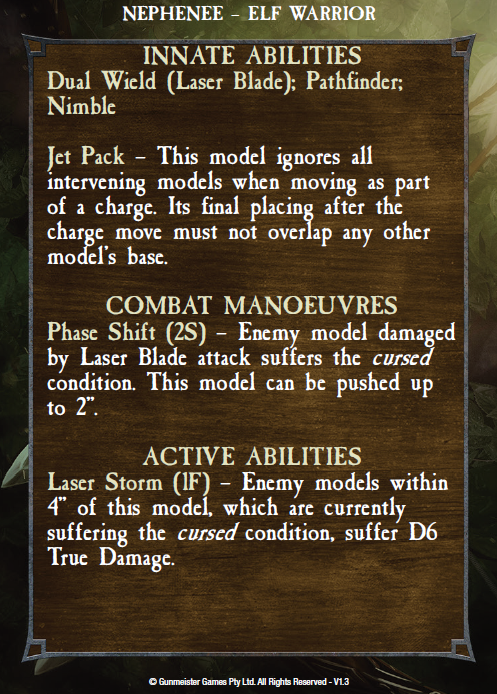 NEPHENEE – ELF WARRIOR
INNATE ABILITIES
Dual Wield (Laser Blade); Pathfinder;
Nimble
Jet Pack – This model ignores all
intervening models when moving as part
of a charge. Its final placing after the
charge move must not overlap any other
model's base.
COMBAT MANOEUVRES
Phase Shift (2S) – Enemy model damaged
by Laser Blade attack suffers the cursed
condition. This model can be pushed up
to 2".
ACTIVE ABILITIES
Laser Storm (1F) – Enemy models within
4" of this model, which are currently
suffering the cursed condition, suffer D6
True Damage.
© Gunmeister Games Pty Ltd. All Rights Reserved - V1.3